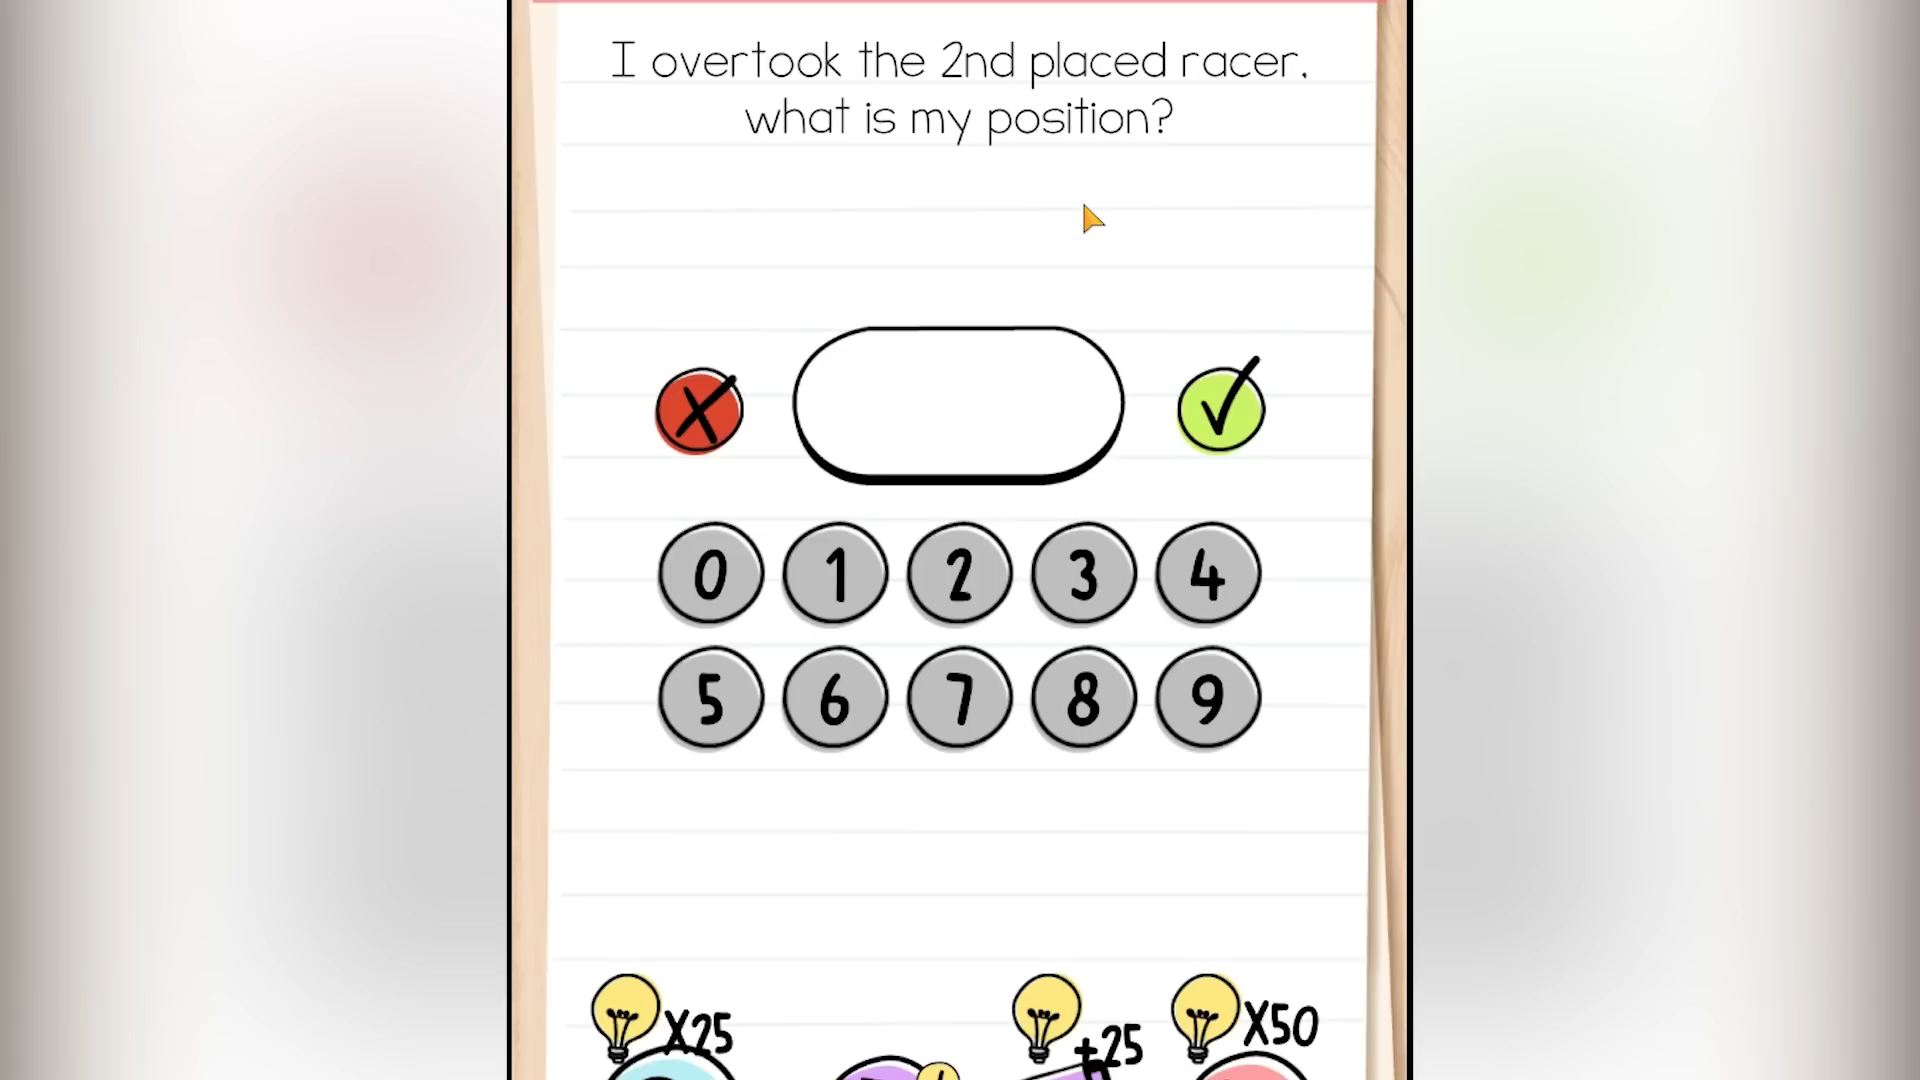 I overtook the 2nd placed racer,
what is my position?
0 1 2 3 4
5 6 7 8 9
X25
+25
X50